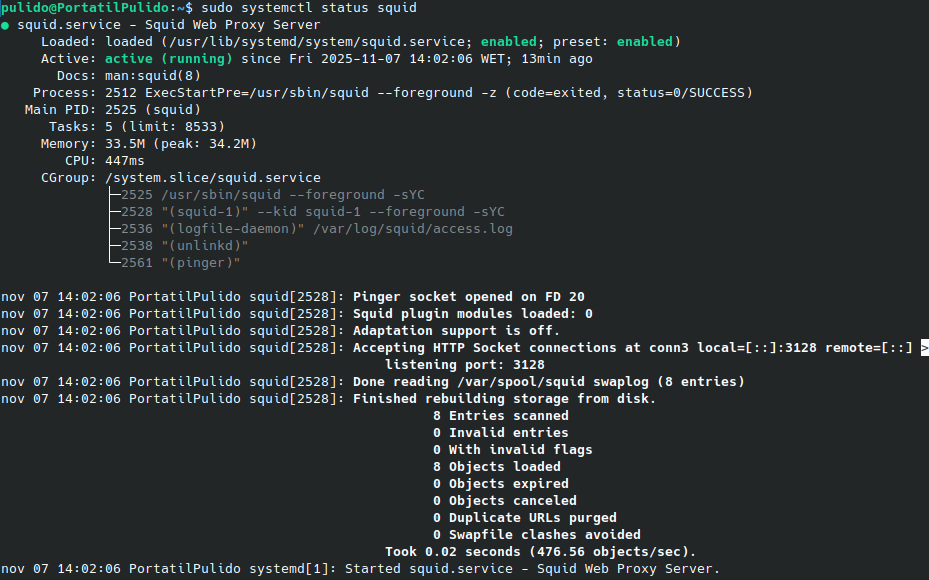 pulido@PortatilPulido:~$ sudo systemctl status squid
● squid.service - Squid Web Proxy Server
Loaded: loaded (/usr/lib/systemd/system/squid.service; enabled; preset: enabled)
Active: active (running) since Fri 2025-11-07 14:02:06 WET; 13min ago
Docs: man:squid(8)
Process: 2512 ExecStartPre=/usr/sbin/squid --foreground -z (code=exited, status=0/SUCCESS)
Main PID: 2525 (squid)
Tasks: 5 (limit: 8533)
Memory: 33.5M (peak: 34.2M)
CPU: 447ms
CGroup: /system.slice/squid.service
├─2525 /usr/sbin/squid --foreground -sYC
├─2528 "(squid-1)" --kid squid-1 --foreground -sYC
├─2536 "(logfile-daemon)" /var/log/squid/access.log
├─2538 "(unlinkd)"
└─2561 "(pinger)"
nov 07 14:02:06 PortatilPulido squid[2528]: Pinger socket opened on FD 20
nov 07 14:02:06 PortatilPulido squid[2528]: Squid plugin modules loaded: 0
nov 07 14:02:06 PortatilPulido squid[2528]: Adaptation support is off.
nov 07 14:02:06 PortatilPulido squid[2528]: Accepting HTTP Socket connections at conn3 local=[::]:3128 remote=[::] >
listening port: 3128
nov 07 14:02:06 PortatilPulido squid[2528]: Done reading /var/spool/squid swaplog (8 entries)
nov 07 14:02:06 PortatilPulido squid[2528]: Finished rebuilding storage from disk.
8 Entries scanned
0 Invalid entries
0 With invalid flags
8 Objects loaded
0 Objects expired
0 Objects canceled
0 Duplicate URLs purged
0 Swapfile clashes avoided
Took 0.02 seconds (476.56 objects/sec).
nov 07 14:02:06 PortatilPulido systemd[1]: Started squid.service - Squid Web Proxy Server.